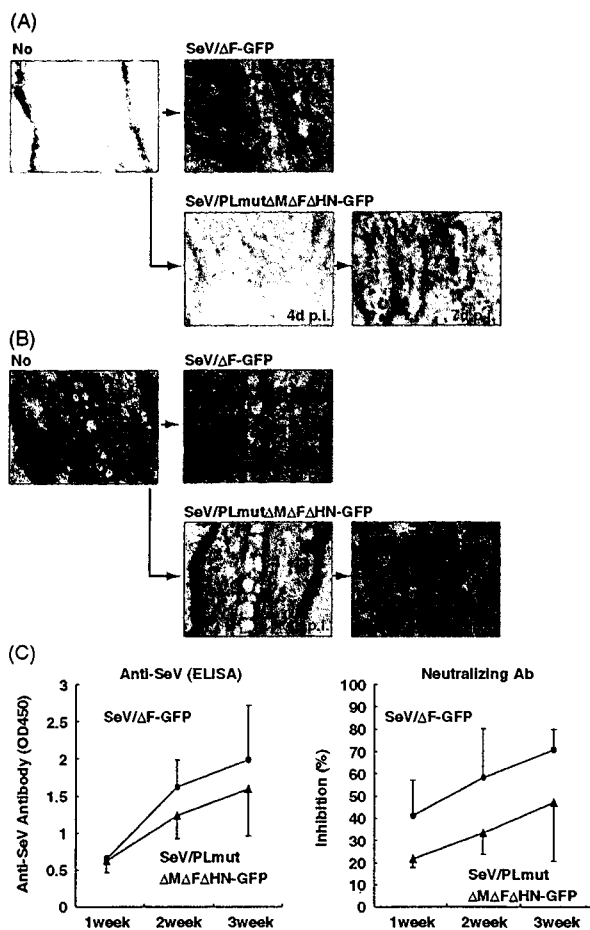 (A)
No
SeV/ΔF-GFP
SeV/PLmutΔMΔFΔHN-GFP
4d p.i.
7d p.i.
(B)
No
SeV/ΔF-GFP
SeV/PLmutΔMΔFΔHN-GFP
p.i.
(C)
Anti-SeV (ELISA)
Anti-SeV Antibody (OD450)
3
2.5
2
1.5
1
0.5
0
SeV/ΔF-GFP
SeV/PLmut
ΔMΔFΔHN-GFP
1week 2week 3week
Neutralizing Ab
Inhibition (%)
100
90
80
70
60
50
40
30
20
10
0
SeV/ΔF-GFP
SeV/PLmut
ΔMΔFΔHN-GFP
1week 2week 3week